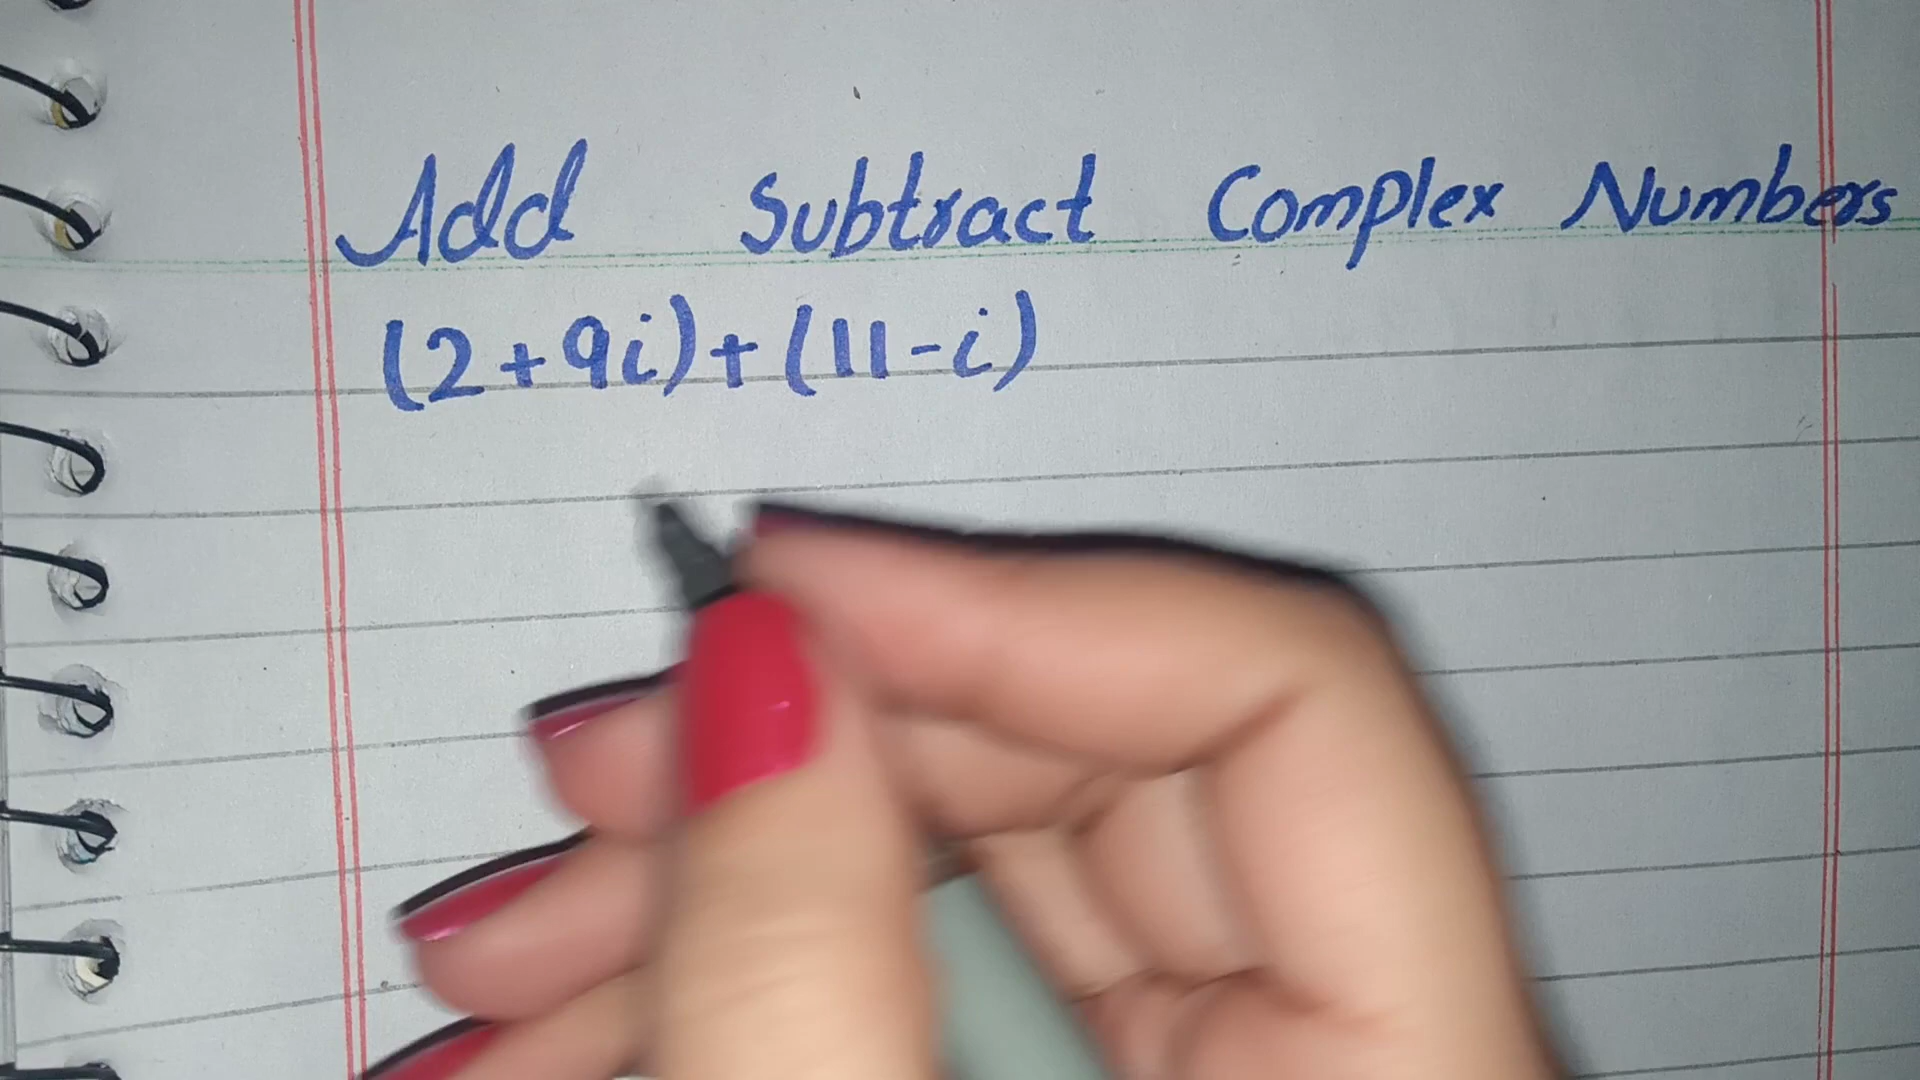 Add Subtract Complex Numbers
(2+9i)+(11-i)